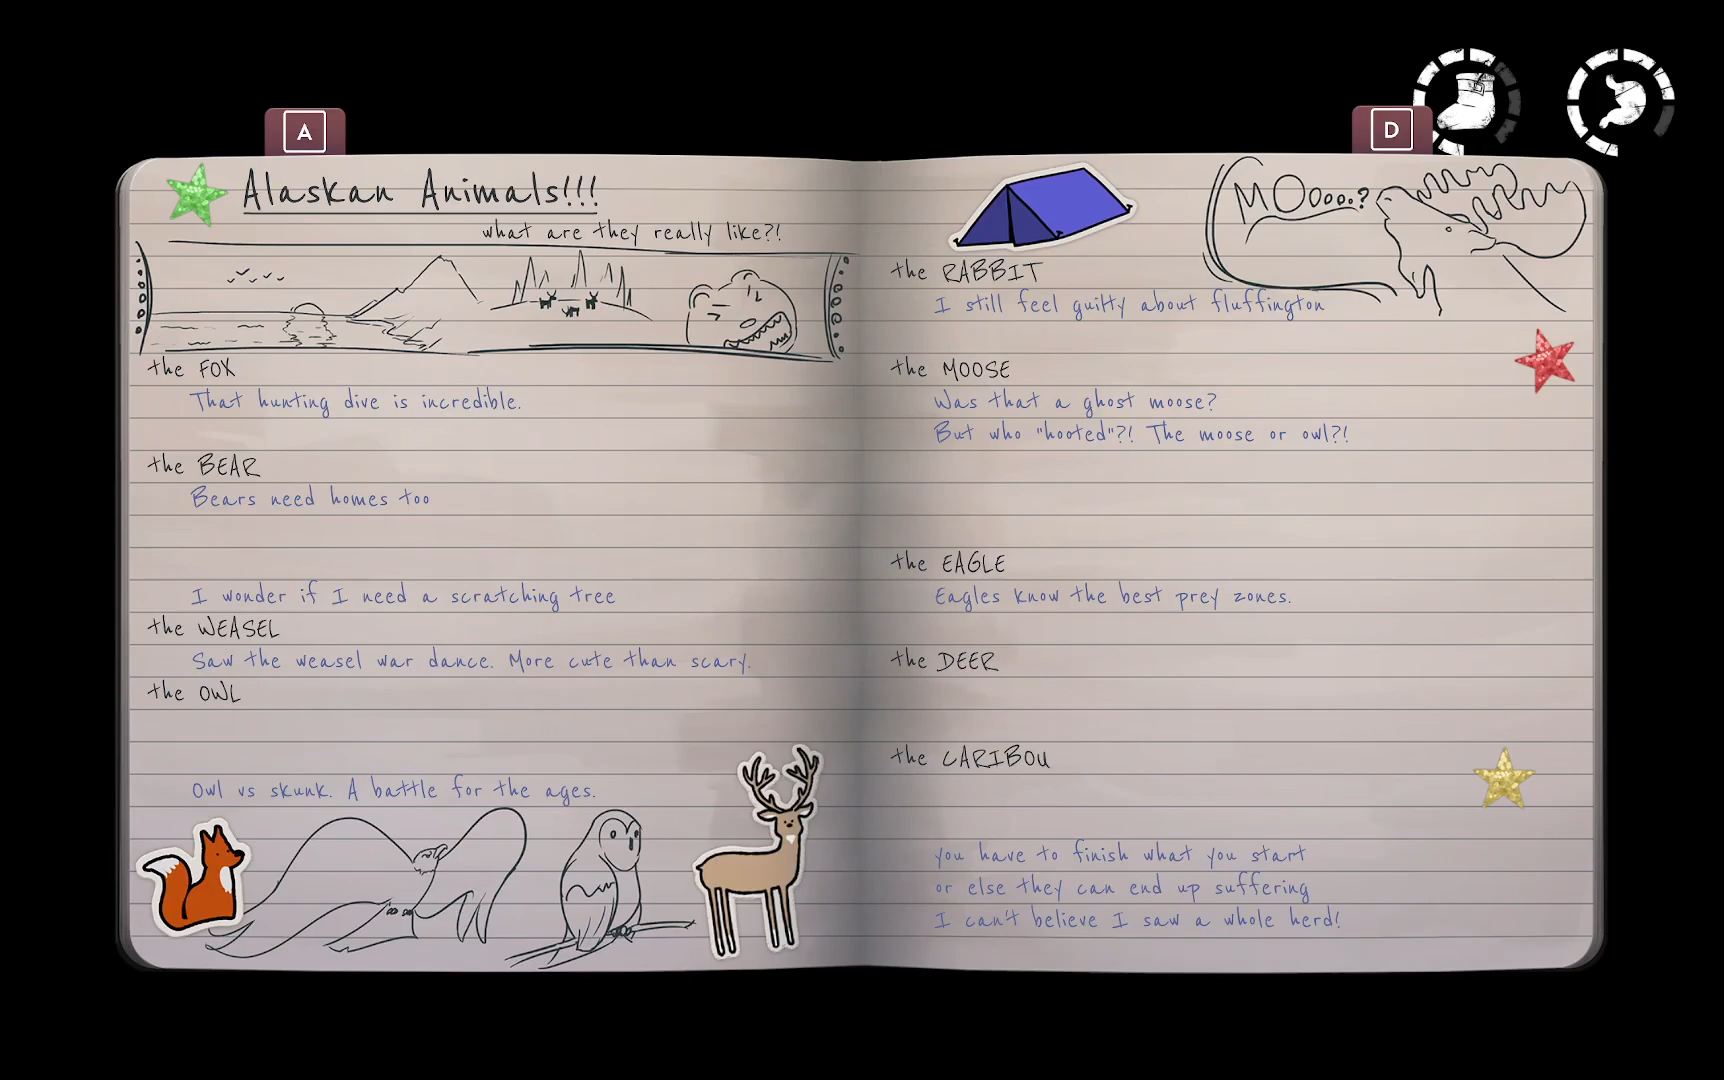 A
D
Alaskan Animals!!!
what are they really like?!
the FOX
That hunting dive is incredible.
the BEAR
Bears need homes too
I wonder if I need a scratching tree
the WEASEL
Saw the weasel war dance. More cute than scary.
the OWL
Owl vs skunk. A battle for the ages.
MOoooo.?
the RABBIT
I still feel guilty about fluffington
the MOOSE
Was that a ghost moose?
But who "hooted"?! The moose or owl?!
the EAGLE
Eagles know the best prey zones.
the DEER
the CARIBOU
you have to finish what you start
or else they can end up suffering
I can't believe I saw a whole herd!